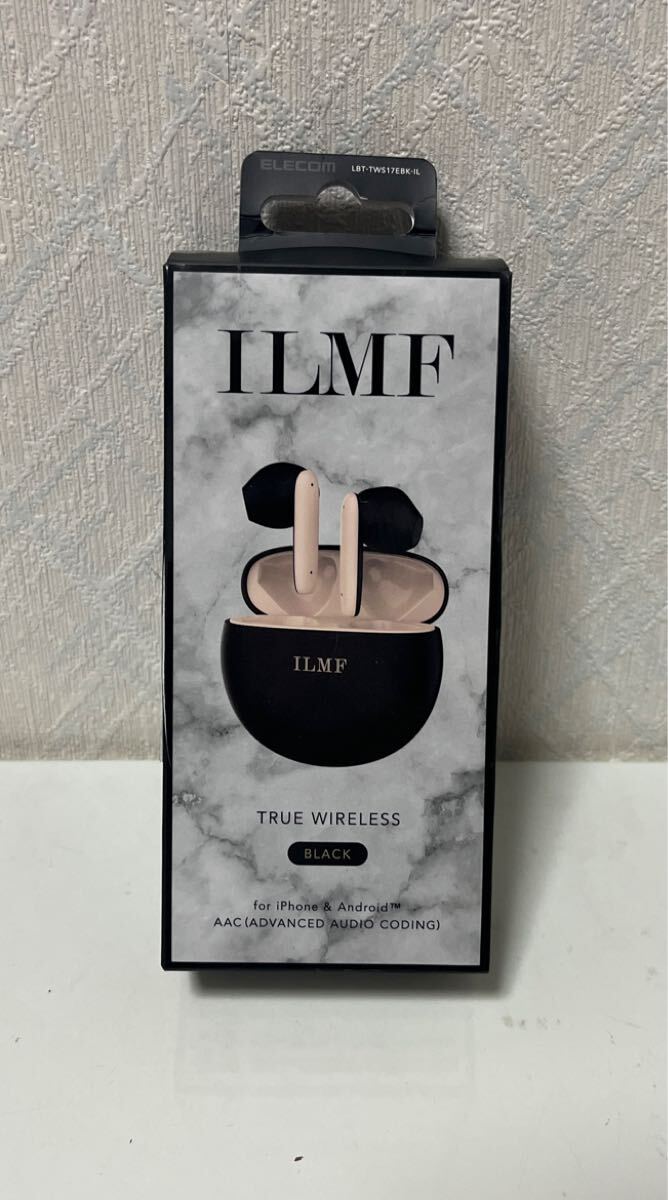 ELECOM LBT-TWS17EBK-IL
ILMF
ILMF
TRUE WIRELESS
BLACK
for iPhone & Android™
AAC(ADVANCED AUDIO CODING)